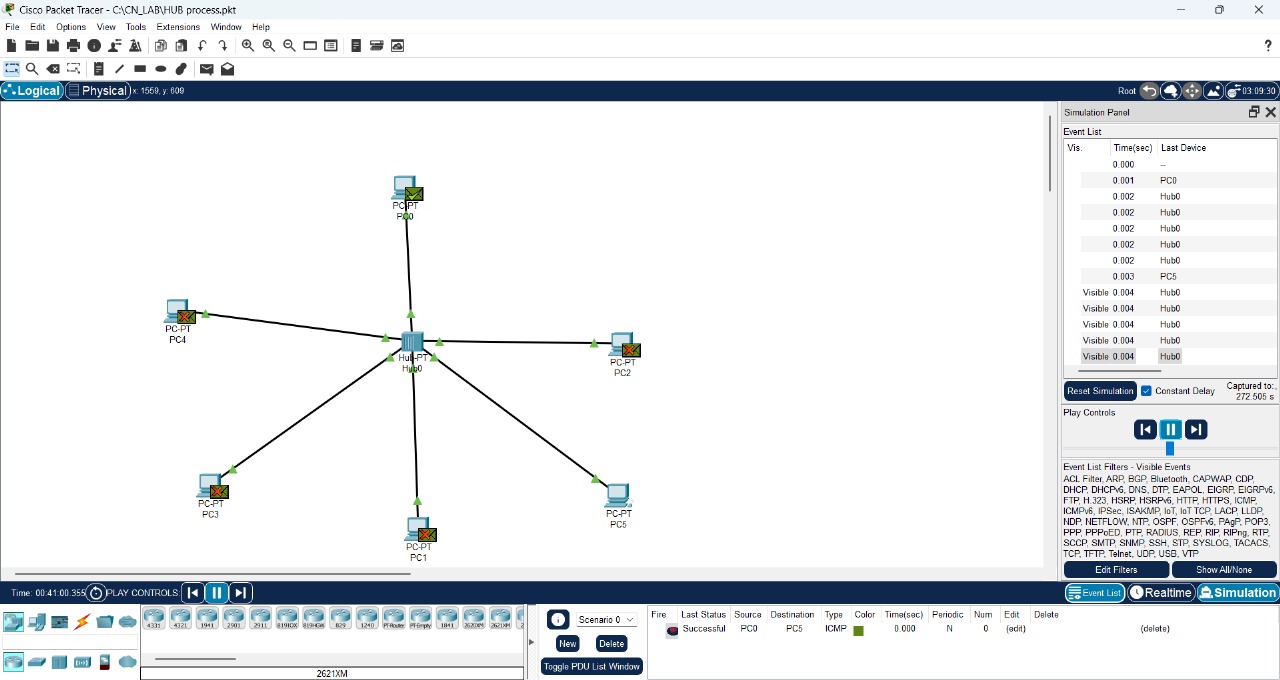 Cisco Packet Tracer - C:\CN_LAB\HUB process.pkt
File Edit Options View Tools Extensions Window Help
?
Logical Physical x: 1559, y: 609 Root 03:09:30
Simulation Panel
Event List
Vis. Time(sec) Last Device
0.000 --
0.001 PC0
0.002 Hub0
0.002 Hub0
0.002 Hub0
0.002 Hub0
0.002 Hub0
0.003 PC5
Visible 0.004 Hub0
Visible 0.004 Hub0
Visible 0.004 Hub0
Visible 0.004 Hub0
Visible 0.004 Hub0
Reset Simulation Constant Delay Captured to:
272.505 s
Play Controls
Event List Filters - Visible Events
ACL Filter, ARP, BGP, Bluetooth, CAPWAP, CDP,
DHCP, DHCPv6, DNS, DTP, EAPOL, EIGRP, EIGRPv6,
FTP, H.323, HSRP, HSRPv6, HTTP, HTTPS, ICMP,
ICMPv6, IPSec, ISAKMP, IoT, IoT TCP, LACP, LLDP,
NDP, NETFLOW, NTP, OSPF, OSPFv6, PAgP, POP3,
PPP, PPPoED, PTP, RADIUS, REP, RIP, RIPng, RTP,
SCCP, SMTP, SNMP, SSH, STP, SYSLOG, TACACS,
TCP, TFTP, Telnet, UDP, USB, VTP
Edit Filters Show All/None
PC-PT
PC0
PC-PT
PC4
Hub-PT
Hub0
PC-PT
PC2
PC-PT
PC3
PC-PT
PC5
PC-PT
PC1
Time: 00:41:00.355 PLAY CONTROLS: Event List Realtime Simulation
4331 4321 1941 2901 2911 819IOX 819HGW 829 1240 PT-Router PT-Empty 1841 2620XM 2621XM
2621XM
Scenario 0
New Delete
Toggle PDU List Window
Fire Last Status Source Destination Type Color Time(sec) Periodic Num Edit Delete
Successful PC0 PC5 ICMP 0.000 N 0 (edit) (delete)